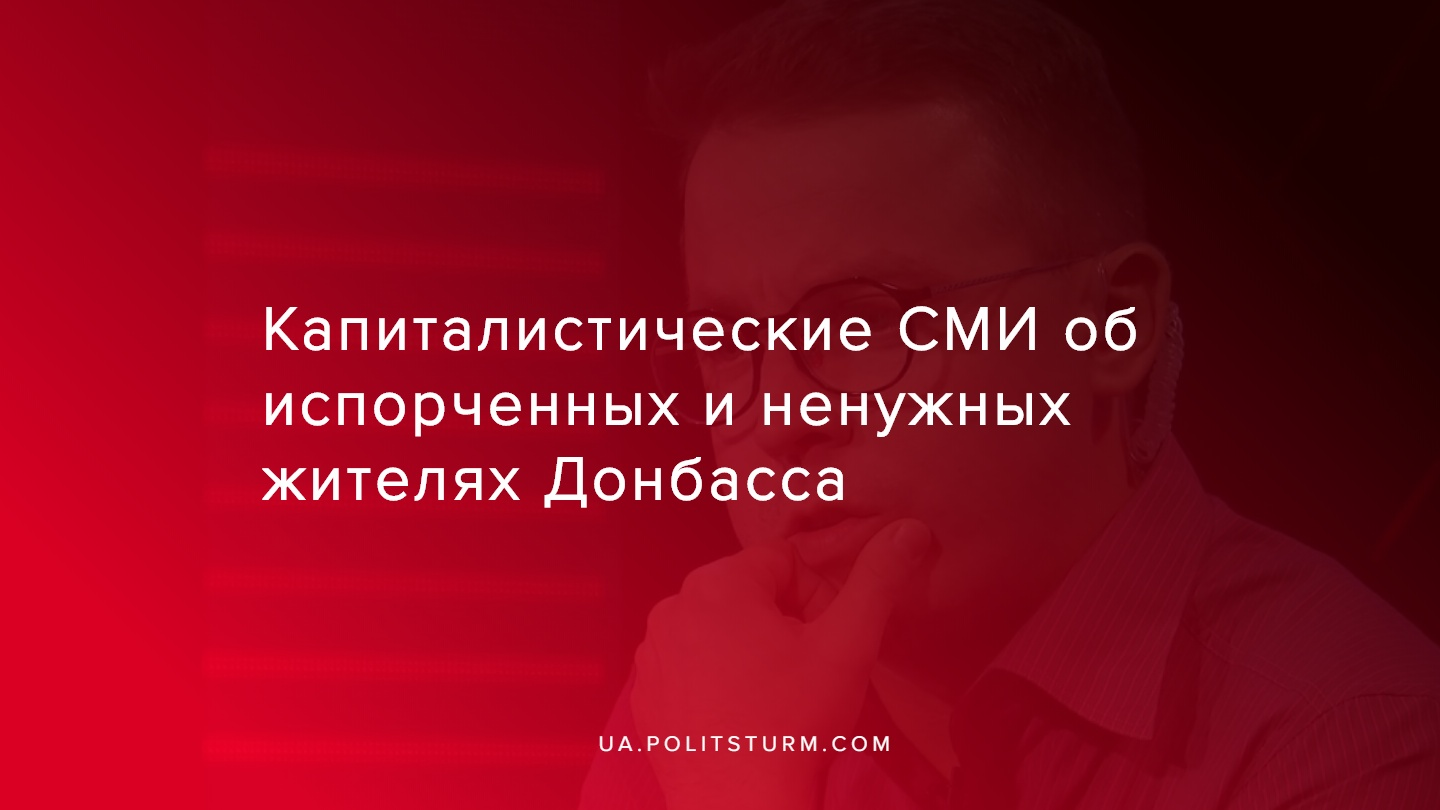 Капиталистические СМИ об
испорченных и ненужных
жителях Донбасса
UA.POLITSTURM.COM